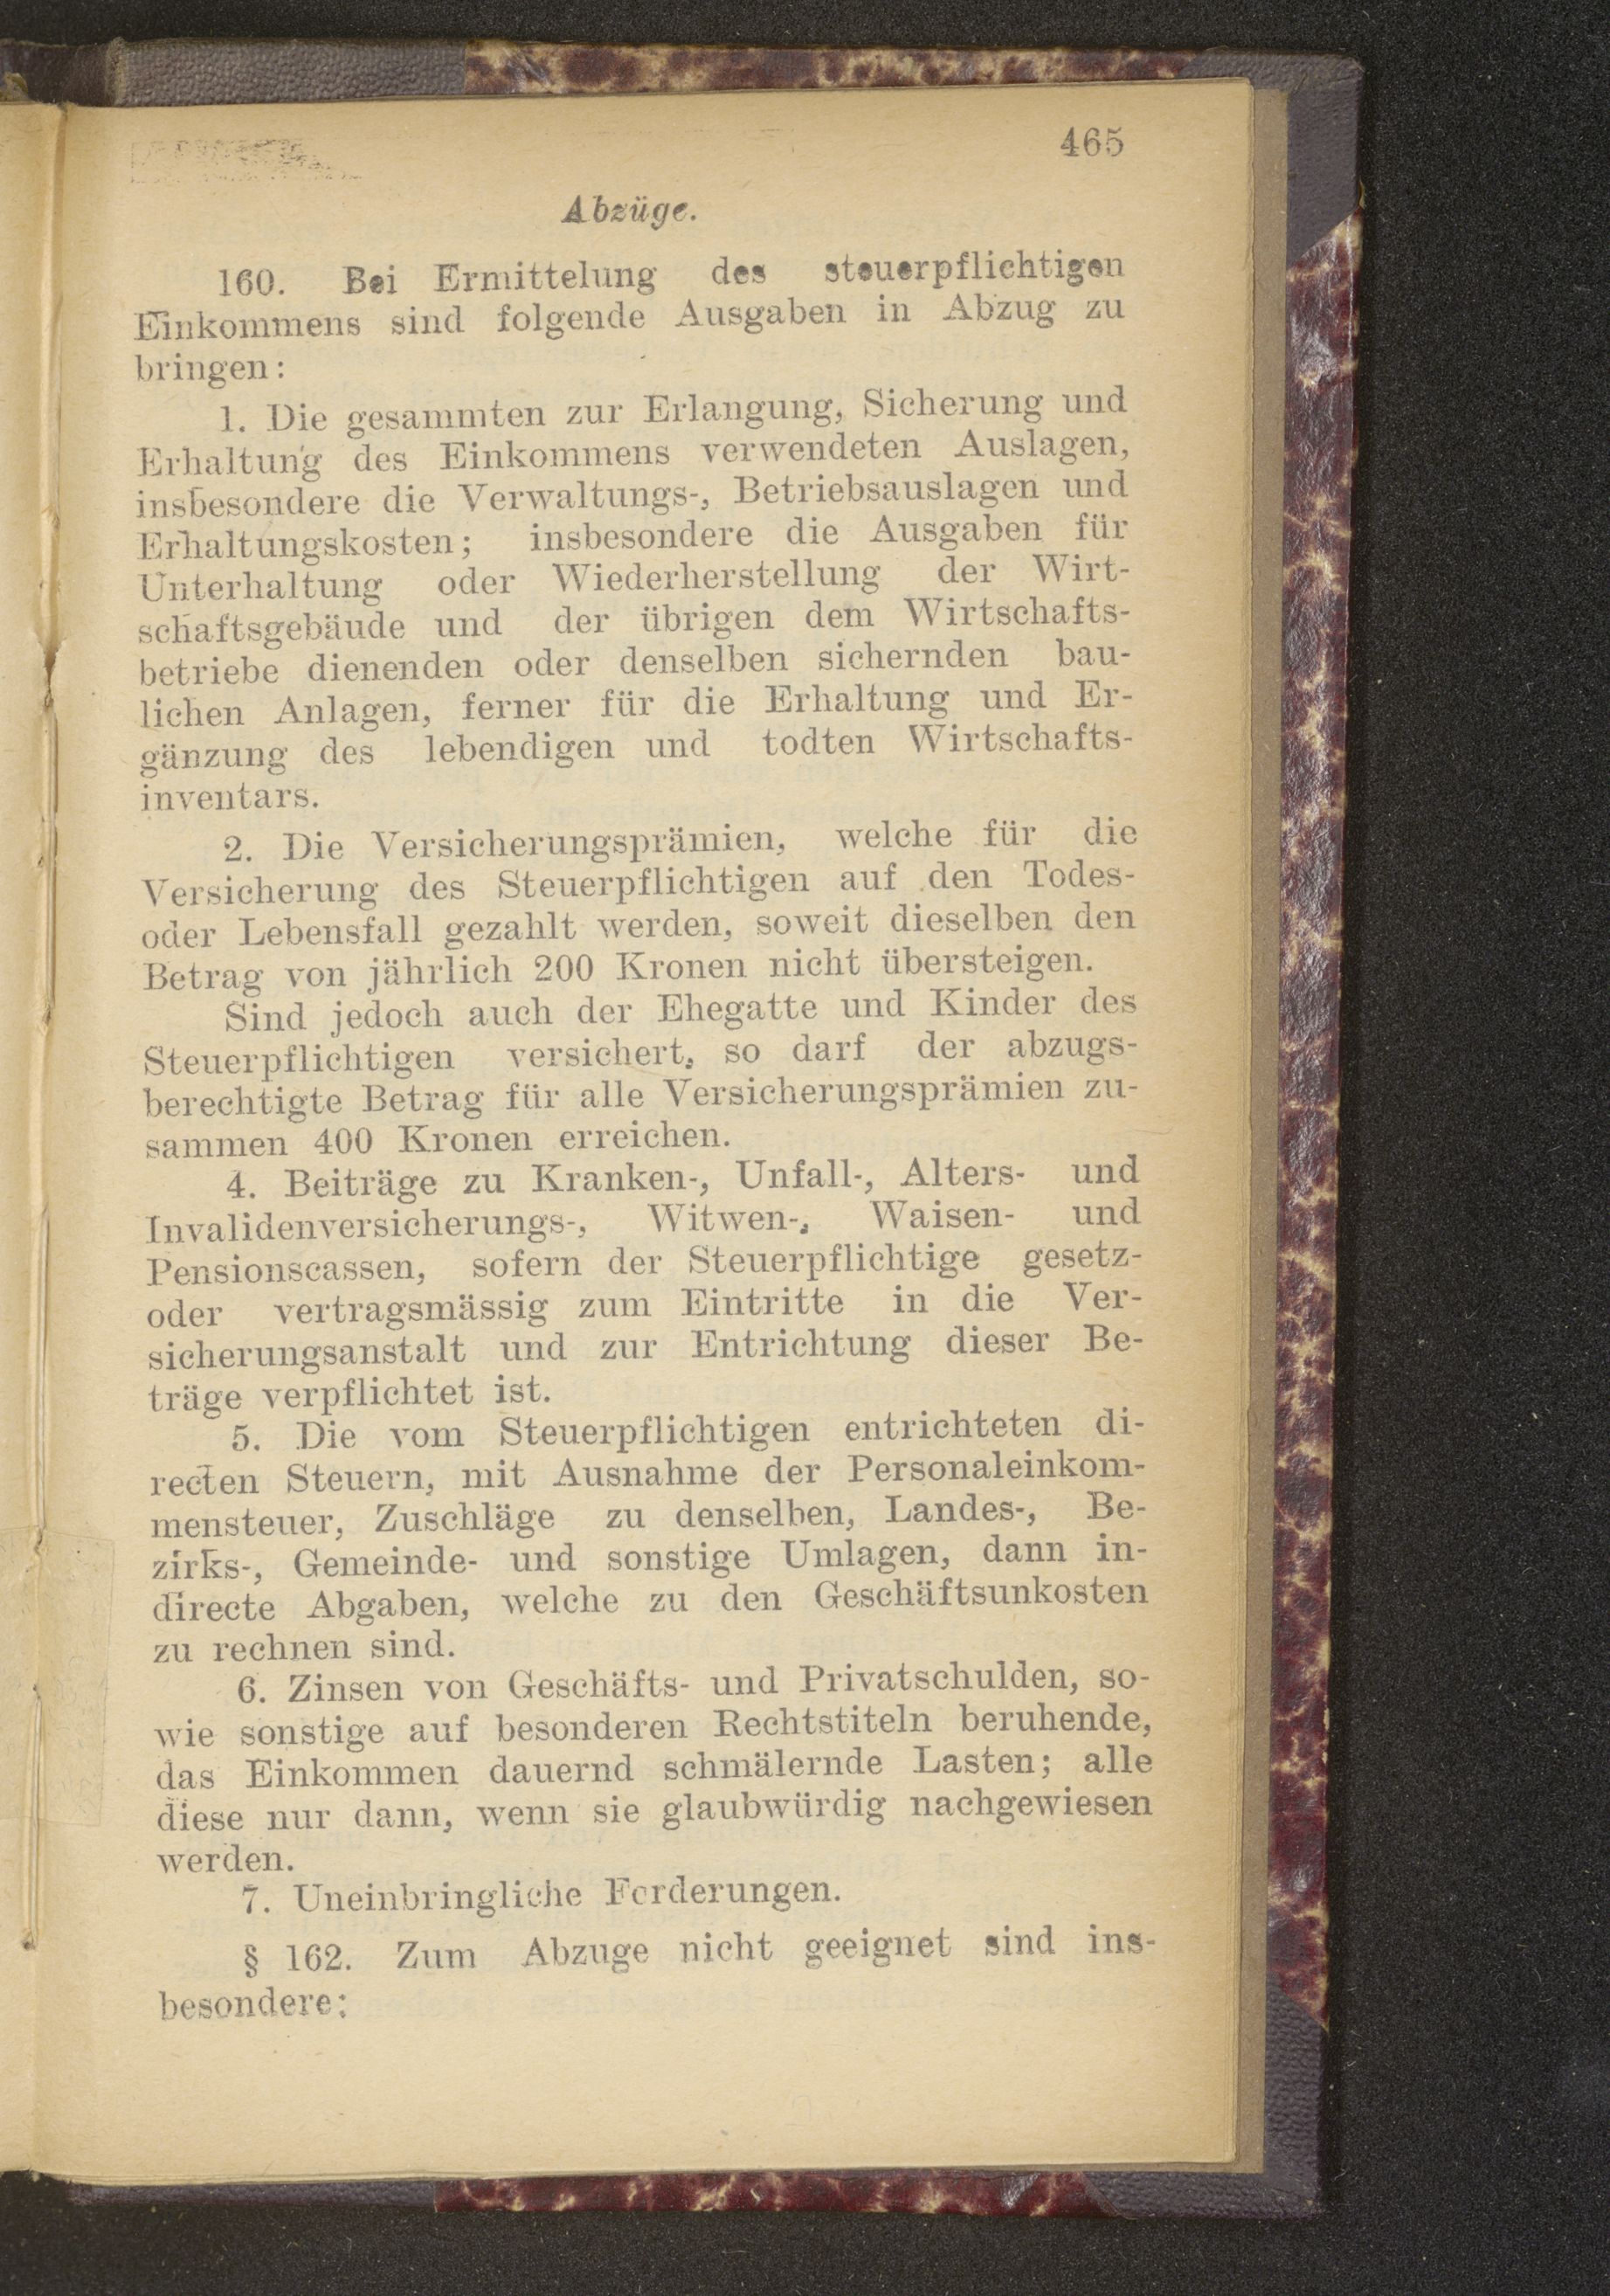 465
Abzüge.
160. Bei Ermittelung des steuerpflichtigen
Einkommens sind folgende Ausgaben in Abzug zu
bringen:
1. Die gesammten zur Erlangung, Sicherung und
Erhaltung des Einkommens verwendeten Auslagen,
insbesondere die Verwaltungs-, Betriebsauslagen und
Erhaltungskosten; insbesondere die Ausgaben für
Unterhaltung oder Wiederherstellung der Wirt-
schaftsgebäude und der übrigen dem Wirtschafts-
betriebe dienenden oder denselben sichernden bau-
lichen Anlagen, ferner für die Erhaltung und Er-
gänzung des lebendigen und todten Wirtschafts-
inventars.
2. Die Versicherungsprämien, welche für die
Versicherung des Steuerpflichtigen auf den Todes-
oder Lebensfall gezahlt werden, soweit dieselben den
Betrag von jährlich 200 Kronen nicht übersteigen.
Sind jedoch auch der Ehegatte und Kinder des
Steuerpflichtigen versichert, so darf der abzugs-
berechtigte Betrag für alle Versicherungsprämien zu-
sammen 400 Kronen erreichen.
4. Beiträge zu Kranken-, Unfall-, Alters- und
Invalidenversicherungs-, Witwen-, Waisen- und
Pensionscassen, sofern der Steuerpflichtige gesetz-
oder vertragsmässig zum Eintritte in die Ver-
sicherungsanstalt und zur Entrichtung dieser Be-
träge verpflichtet ist.
5. Die vom Steuerpflichtigen entrichteten di-
recten Steuern, mit Ausnahme der Personaleinkom-
mensteuer, Zuschläge zu denselben, Landes-, Be-
zirks-, Gemeinde- und sonstige Umlagen, dann in-
directe Abgaben, welche zu den Geschäftsunkosten
zu rechnen sind.
6. Zinsen von Geschäfts- und Privatschulden, so-
wie sonstige auf besonderen Rechtstiteln beruhende,
das Einkommen dauernd schmälernde Lasten; alle
diese nur dann, wenn sie glaubwürdig nachgewiesen
werden.
7. Uneinbringliche Forderungen.
§ 162. Zum Abzuge nicht geeignet sind ins-
besondere: